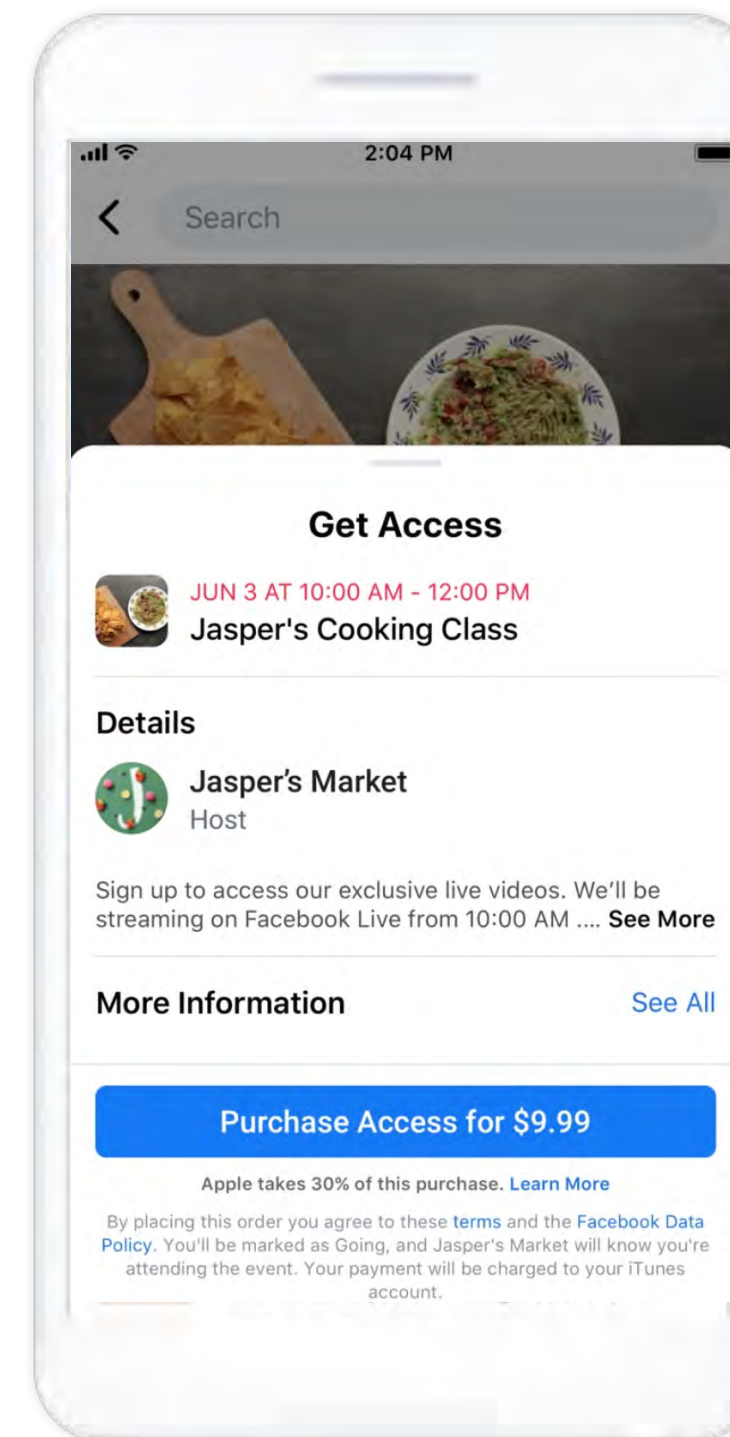 2:04 PM
Search
Get Access
JUN 3 AT 10:00 AM - 12:00 PM
Jasper's Cooking Class
Details
Jasper’s Market
Host
Sign up to access our exclusive live videos. We’ll be
streaming on Facebook Live from 10:00 AM .... See More
More Information See All
Purchase Access for $9.99
Apple takes 30% of this purchase. Learn More
By placing this order you agree to these terms and the Facebook Data
Policy. You'll be marked as Going, and Jasper's Market will know you're
attending the event. Your payment will be charged to your iTunes
account.